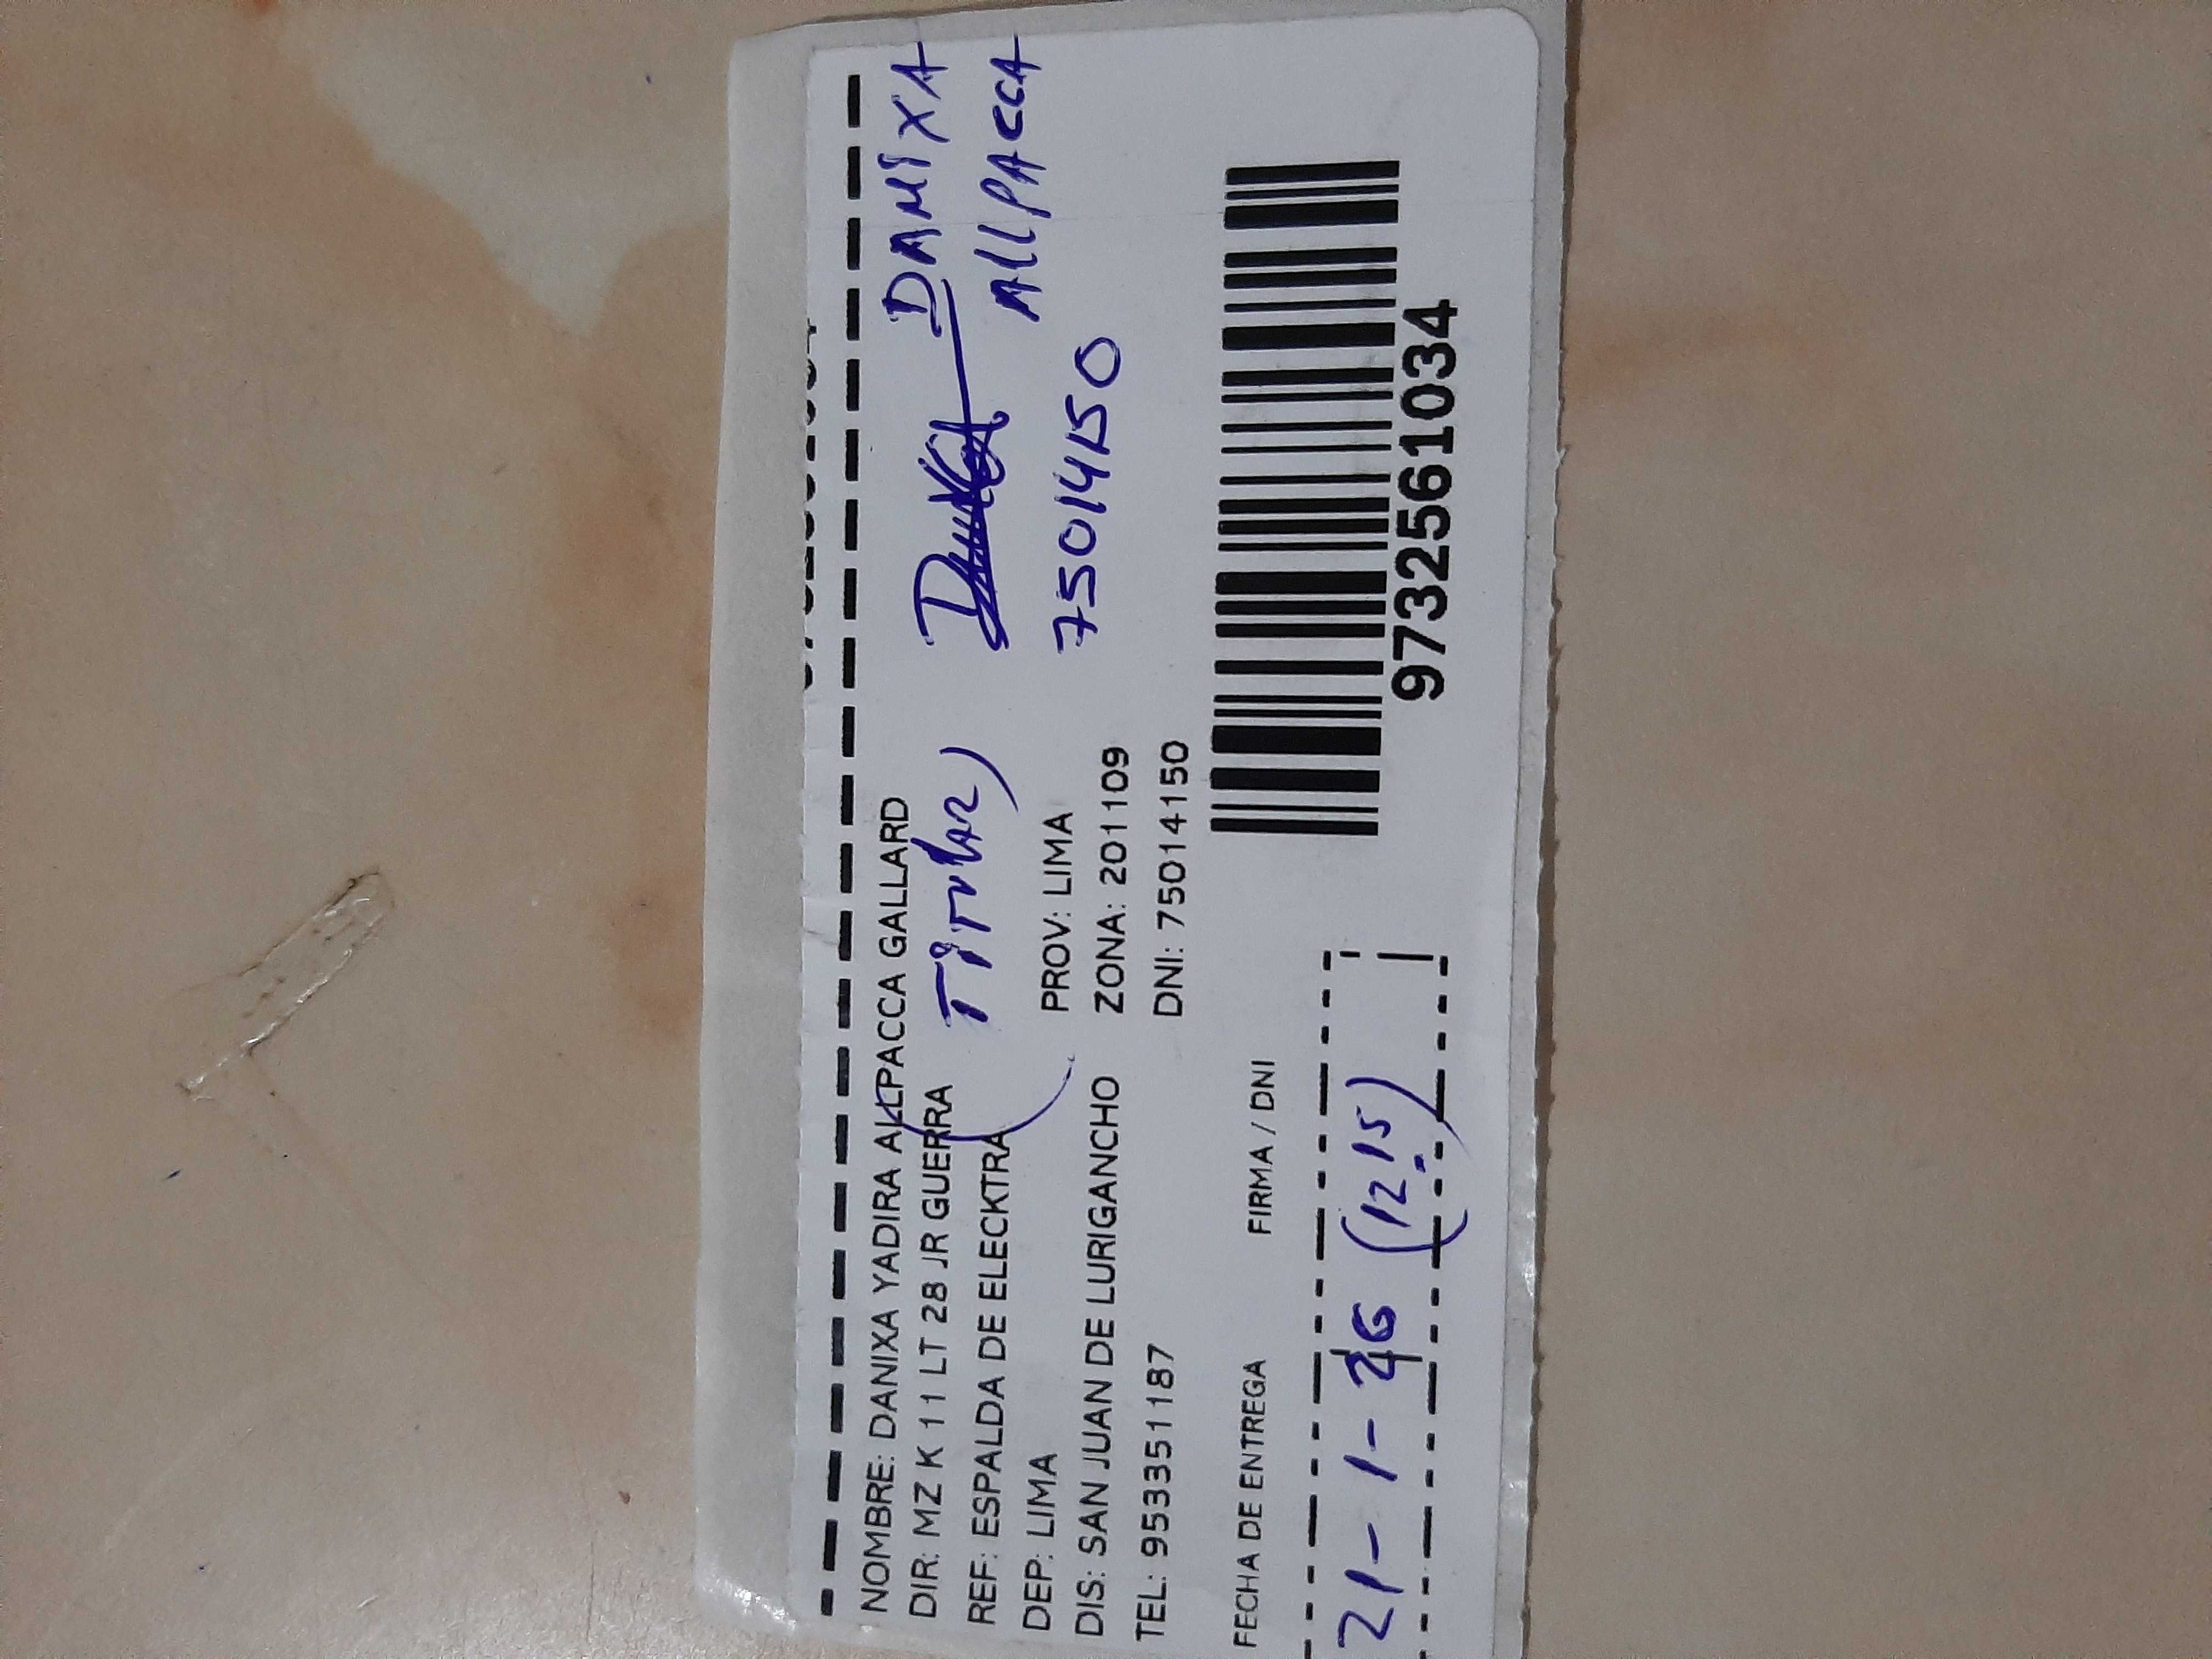 NOMBRE: DANIXA YADIRA ALLPACCA GALLARD
DIR: MZ K 11 LT 28 JR GUERRA
REF: ESPALDA DE ELECKTRA
(TITULAR)
DANIXA
ALLPACCA
75014150
DEP: LIMA PROV: LIMA
DIS: SAN JUAN DE LURIGANCHO ZONA: 201109
TEL: 953351187 DNI: 75014150
FECHA DE ENTREGA FIRMA / DNI
21-1-26 (12:15)
9732561034